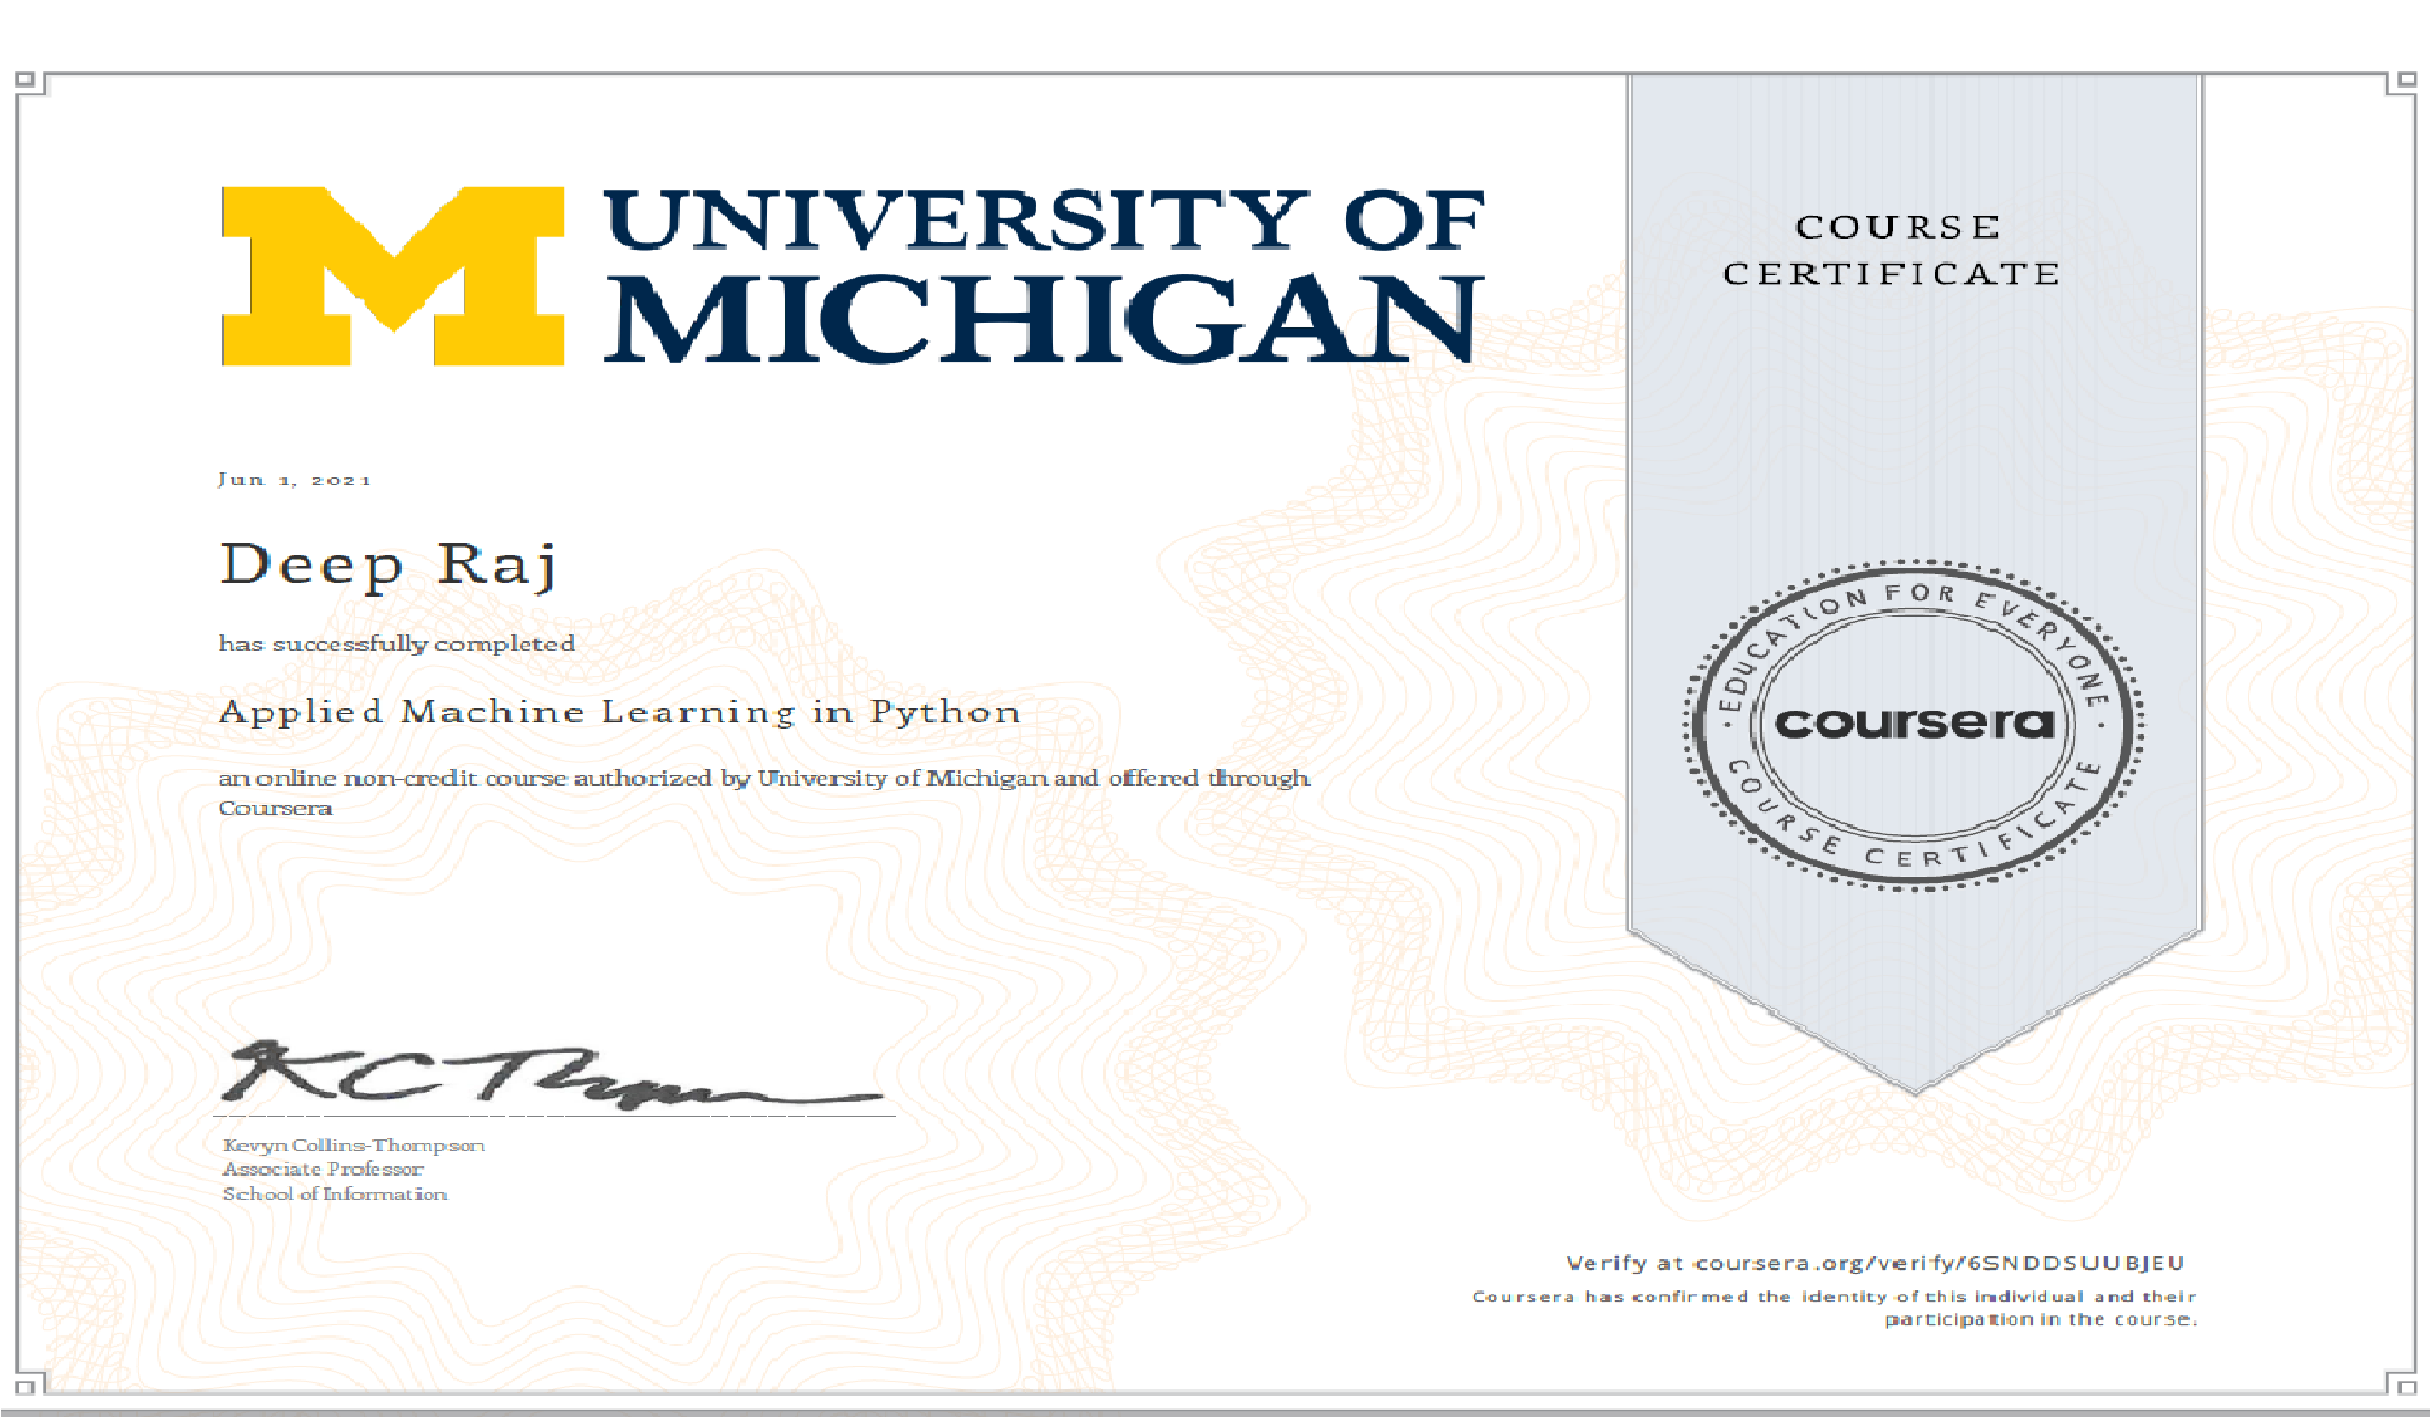 UNIVERSITY OF
MICHIGAN
COURSE
CERTIFICATE
Jun 1, 2021
Deep Raj
has successfully completed
Applied Machine Learning in Python
an online non-credit course authorized by University of Michigan and offered through
Coursera
EDUCATION FOR EVERYONE
coursera
COURSE CERTIFICATE
Kevyn Collins-Thompson
Associate Professor
School of Information
Verify at coursera.org/verify/6SNDDSUUBJEU
Coursera has confirmed the identity of this individual and their
participation in the course.